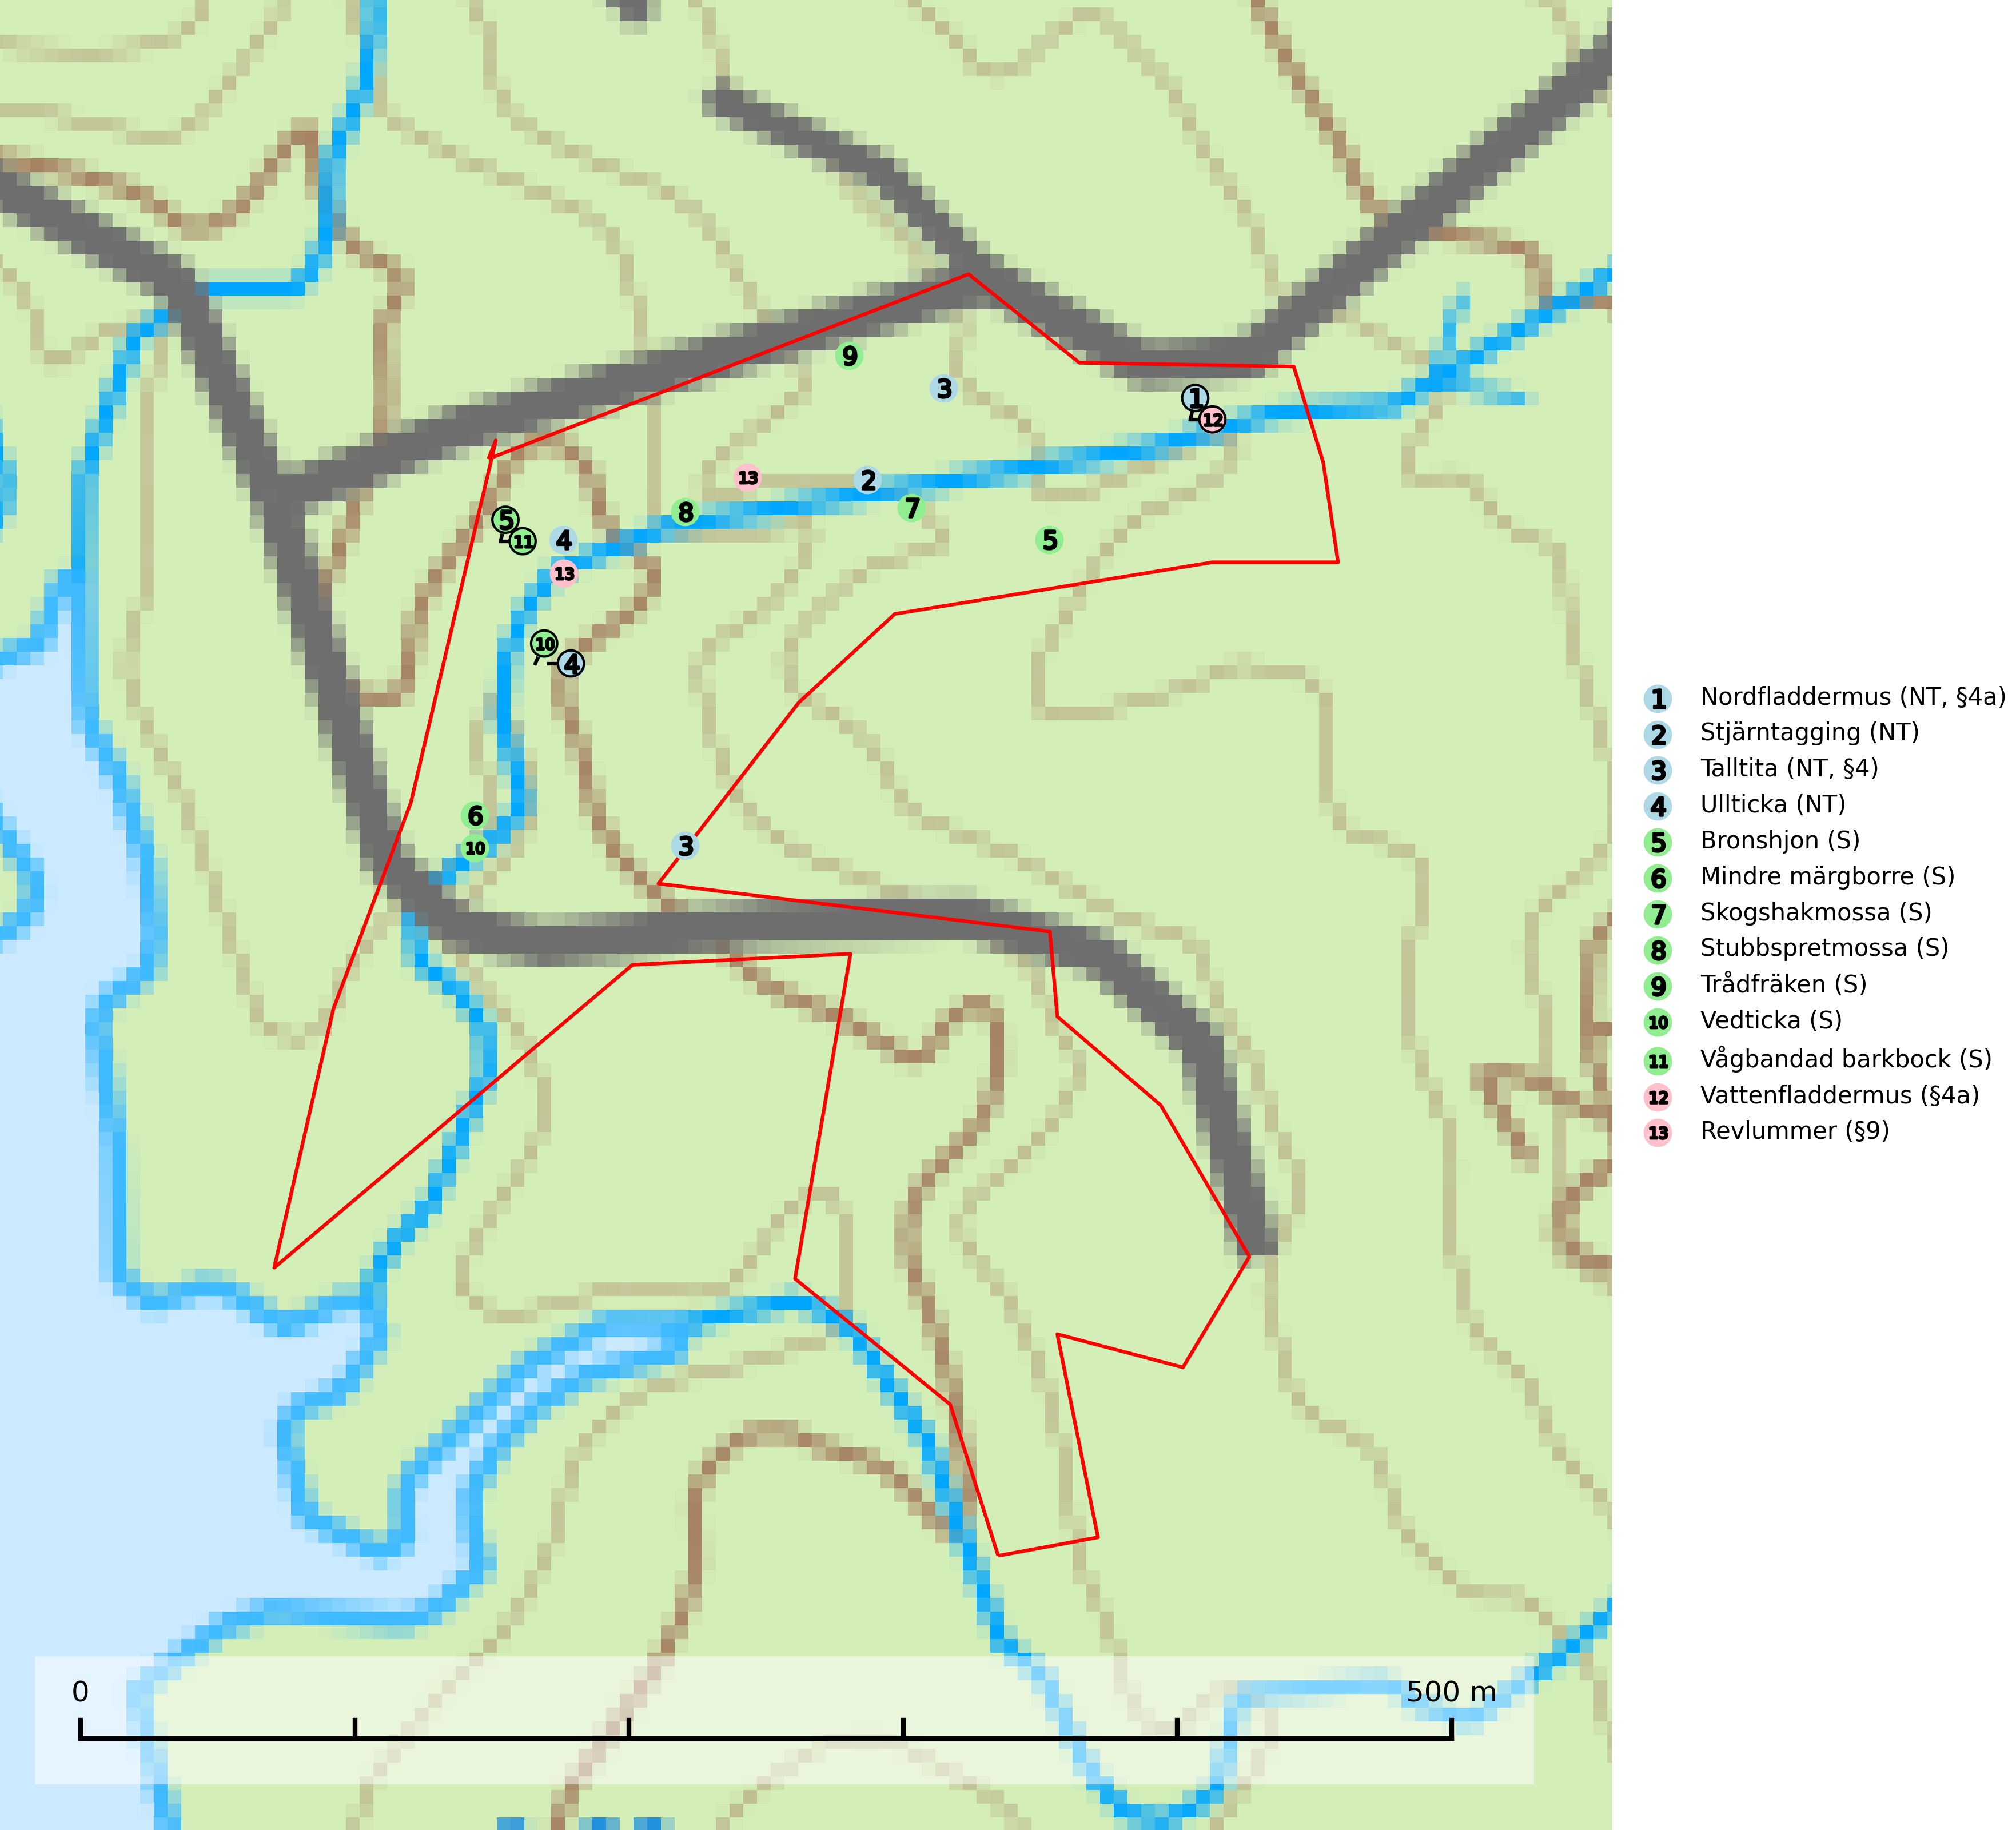 9
3
1
12
13
2
8
7
5
11
4
5
13
10
4
6
10
3
1 Nordfladdermus (NT, §4a)
2 Stjärntagging (NT)
3 Talltita (NT, §4)
4 Ullticka (NT)
5 Bronshjon (S)
6 Mindre märgborre (S)
7 Skogshakmossa (S)
8 Stubbspretmossa (S)
9 Trådfräken (S)
10 Vedticka (S)
11 Vågbandad barkbock (S)
12 Vattenfladdermus (§4a)
13 Revlummer (§9)
0 500 m